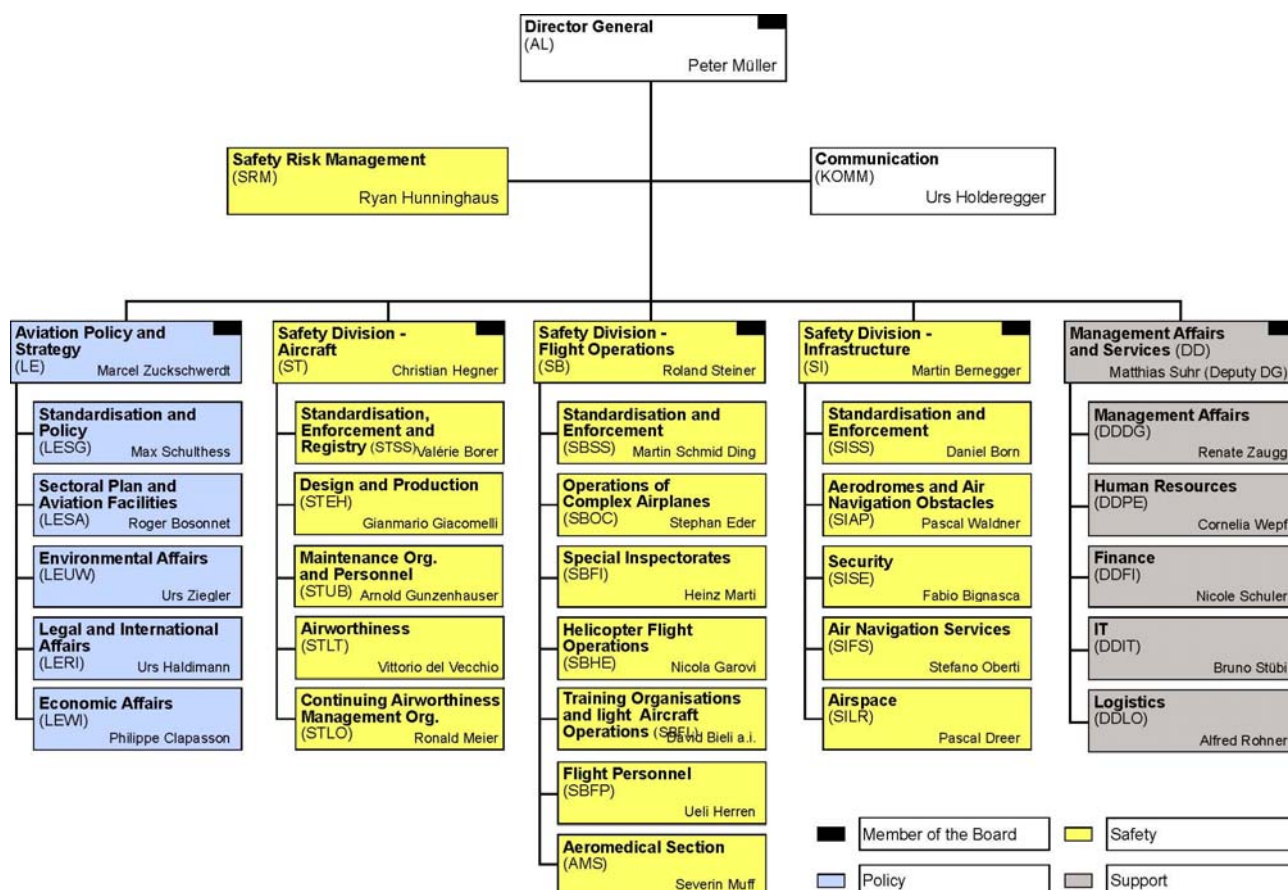 Director General
(AL)
Peter Müller
Safety Risk Management
(SRM)
Ryan Hunninghaus
Communication
(KOMM)
Urs Holderegger
Aviation Policy and
Strategy
(LE) Marcel Zuckschwerdt
Standardisation and
Policy
(LESG) Max Schulthess
Sectoral Plan and
Aviation Facilities
(LESA) Roger Bosonnet
Environmental Affairs
(LEUW)
Urs Ziegler
Legal and International
Affairs
(LERI) Urs Haldimann
Economic Affairs
(LEWI)
Philippe Clapasson
Safety Division -
Aircraft
(ST) Christian Hegner
Standardisation,
Enforcement and
Registry (STSS) Valérie Borer
Design and Production
(STEH)
Gianmario Giacomelli
Maintenance Org.
and Personnel
(STUB) Arnold Gunzenhauser
Airworthiness
(STLT)
Vittorio del Vecchio
Continuing Airworthiness
Management Org.
(STLO) Ronald Meier
Safety Division -
Flight Operations
(SB) Roland Steiner
Standardisation and
Enforcement
(SBSS) Martin Schmid Ding
Operations of
Complex Airplanes
(SBOC) Stephan Eder
Special Inspectorates
(SBFI)
Heinz Marti
Helicopter Flight
Operations
(SBHE) Nicola Garovi
Training Organisations
and light Aircraft
Operations (SBFL) David Bieli a.i.
Flight Personnel
(SBFP)
Ueli Herren
Aeromedical Section
(AMS)
Severin Muff
Safety Division -
Infrastructure
(SI) Martin Bernegger
Standardisation and
Enforcement
(SISS) Daniel Born
Aerodromes and Air
Navigation Obstacles
(SIAP) Pascal Waldner
Security
(SISE)
Fabio Bignasca
Air Navigation Services
(SIFS)
Stefano Oberti
Airspace
(SILR)
Pascal Dreer
Management Affairs
and Services (DD)
Matthias Suhr (Deputy DG)
Management Affairs
(DDDG)
Renate Zaugg
Human Resources
(DDPE)
Cornelia Wepf
Finance
(DDFI)
Nicole Schuler
IT
(DDIT)
Bruno Stübi
Logistics
(DDLO)
Alfred Rohner
Member of the Board
Safety
Policy
Support